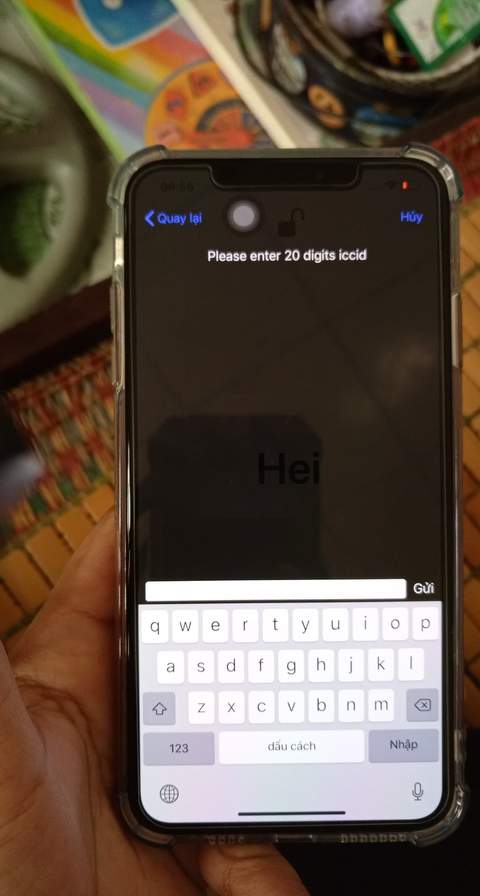 Quay lại
Hủy
Please enter 20 digits iccid
Hei
Gửi
q w e r t y u i o p
a s d f g h j k l
z x c v b n m
123 dấu cách Nhập